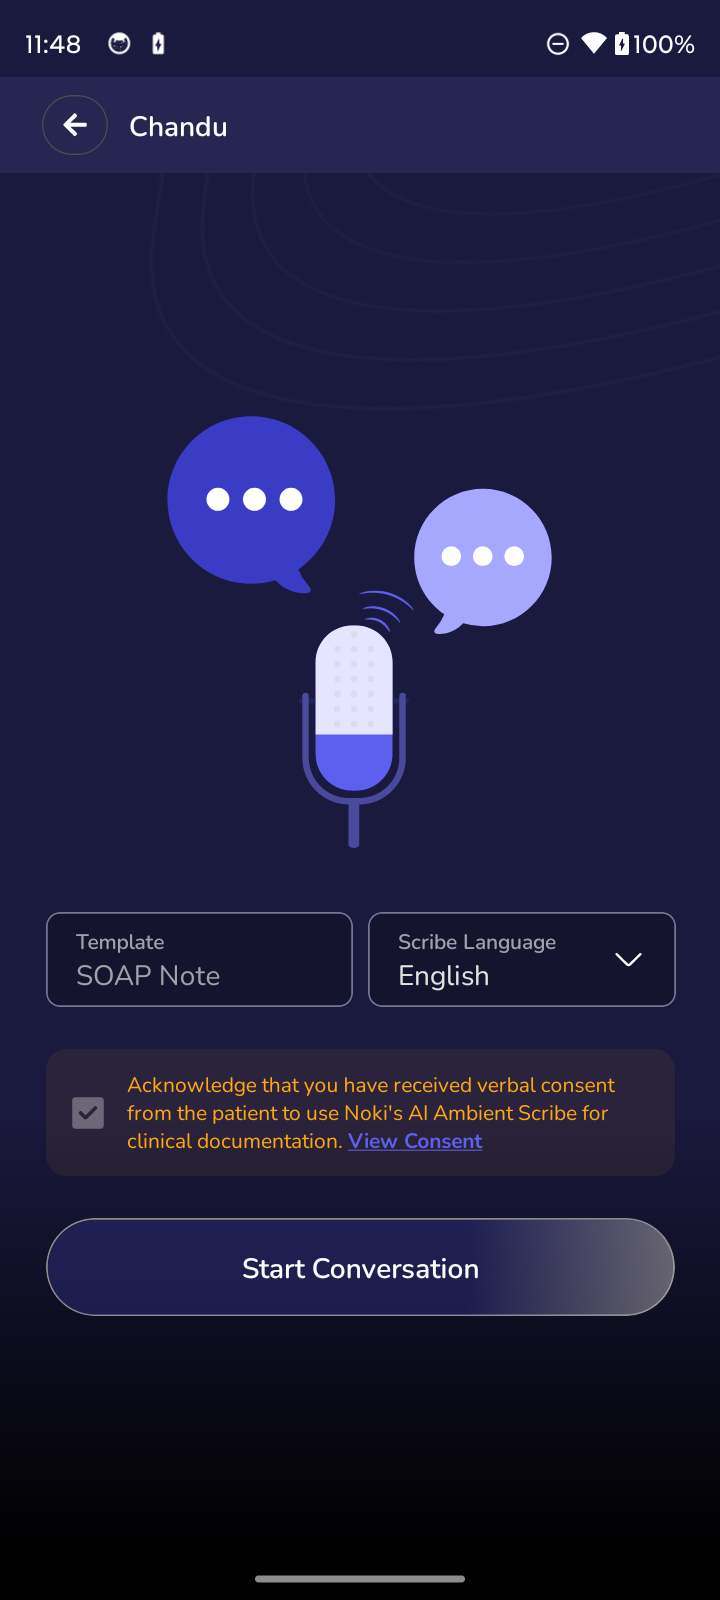 11:48
100%
Chandu
Template
SOAP Note
Scribe Language
English
Acknowledge that you have received verbal consent
from the patient to use Noki's AI Ambient Scribe for
clinical documentation. View Consent
Start Conversation